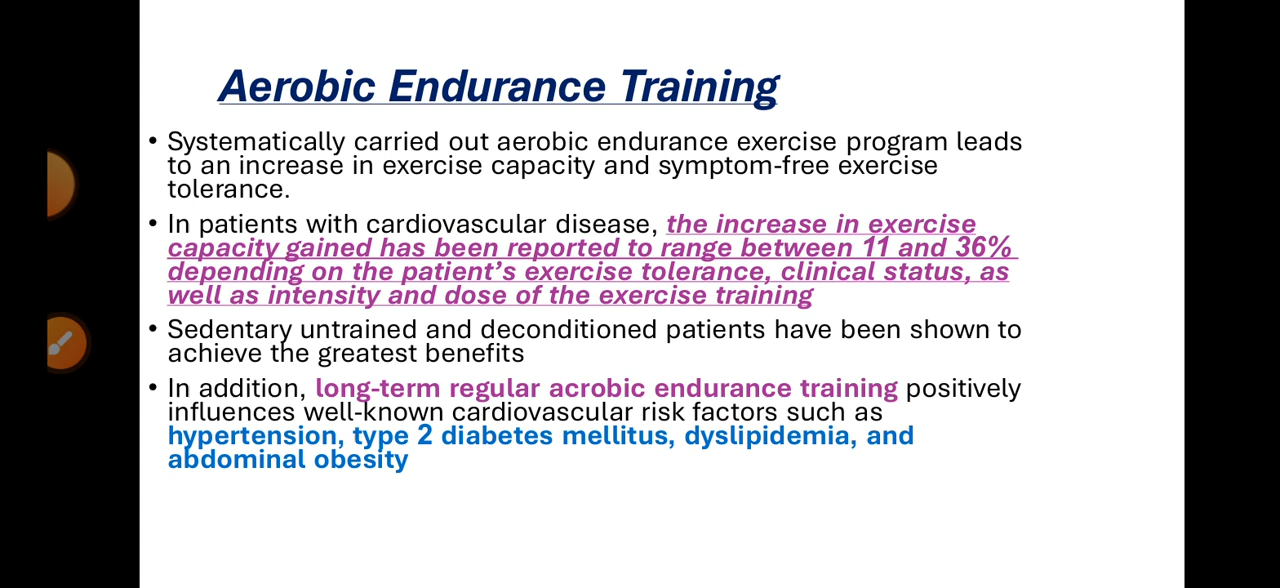 Aerobic Endurance Training
• Systematically carried out aerobic endurance exercise program leads
to an increase in exercise capacity and symptom-free exercise
tolerance.
• In patients with cardiovascular disease, the increase in exercise
capacity gained has been reported to range between 11 and 36%
depending on the patient's exercise tolerance, clinical status, as
well as intensity and dose of the exercise training
• Sedentary untrained and deconditioned patients have been shown to
achieve the greatest benefits
• In addition, long-term regular aerobic endurance training positively
influences well-known cardiovascular risk factors such as
hypertension, type 2 diabetes mellitus, dyslipidemia, and
abdominal obesity